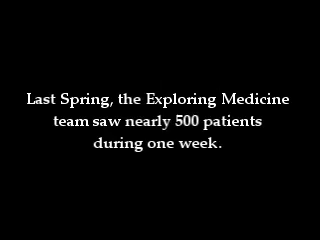 Last Spring, the Exploring Medicine
team saw nearly 500 patients
during one week.